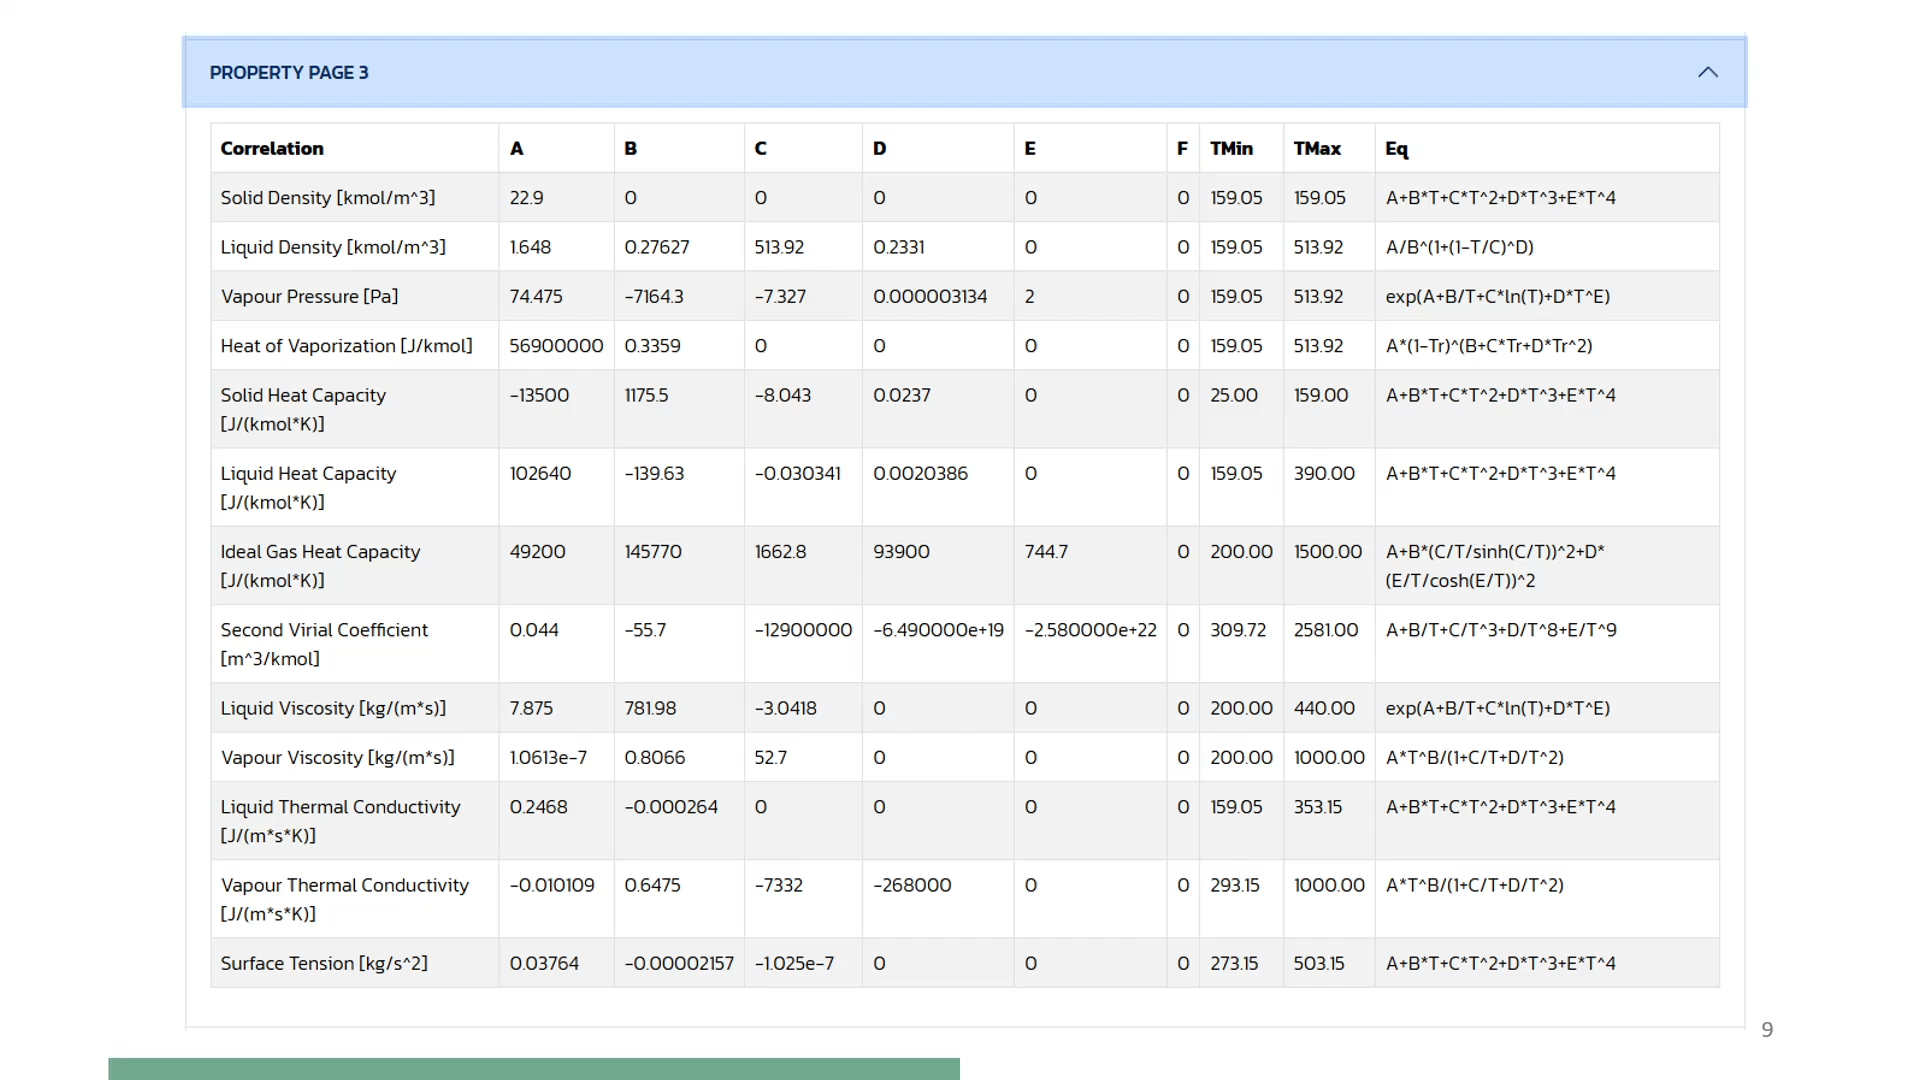 PROPERTY PAGE 3
Correlation A B C D E F TMin TMax Eq
Solid Density [kmol/m^3] 22.9 0 0 0 0 0 159.05 159.05 A+B*T+C*T^2+D*T^3+E*T^4
Liquid Density [kmol/m^3] 1.648 0.27627 513.92 0.2331 0 0 159.05 513.92 A/B^(1+(1-T/C)^D)
Vapour Pressure [Pa] 74.475 -7164.3 -7.327 0.000003134 2 0 159.05 513.92 exp(A+B/T+C*ln(T)+D*T^E)
Heat of Vaporization [J/kmol] 56900000 0.3359 0 0 0 0 159.05 513.92 A*(1-Tr)^(B+C*Tr+D*Tr^2)
Solid Heat Capacity -13500 1175.5 -8.043 0.0237 0 0 25.00 159.00 A+B*T+C*T^2+D*T^3+E*T^4
[J/(kmol*K)]
Liquid Heat Capacity 102640 -139.63 -0.030341 0.0020386 0 0 159.05 390.00 A+B*T+C*T^2+D*T^3+E*T^4
[J/(kmol*K)]
Ideal Gas Heat Capacity 49200 145770 1662.8 93900 744.7 0 200.00 1500.00 A+B*(C/T/sinh(C/T))^2+D*
[J/(kmol*K)] (E/T/cosh(E/T))^2
Second Virial Coefficient 0.044 -55.7 -12900000 -6.490000e+19 -2.580000e+22 0 309.72 2581.00 A+B/T+C/T^3+D/T^8+E/T^9
[m^3/kmol]
Liquid Viscosity [kg/(m*s)] 7.875 781.98 -3.0418 0 0 0 200.00 440.00 exp(A+B/T+C*ln(T)+D*T^E)
Vapour Viscosity [kg/(m*s)] 1.0613e-7 0.8066 52.7 0 0 0 200.00 1000.00 A*T^B/(1+C/T+D/T^2)
Liquid Thermal Conductivity 0.2468 -0.000264 0 0 0 0 159.05 353.15 A+B*T+C*T^2+D*T^3+E*T^4
[J/(m*s*K)]
Vapour Thermal Conductivity -0.010109 0.6475 -7332 -268000 0 0 293.15 1000.00 A*T^B/(1+C/T+D/T^2)
[J/(m*s*K)]
Surface Tension [kg/s^2] 0.03764 -0.00002157 -1.025e-7 0 0 0 273.15 503.15 A+B*T+C*T^2+D*T^3+E*T^4
9